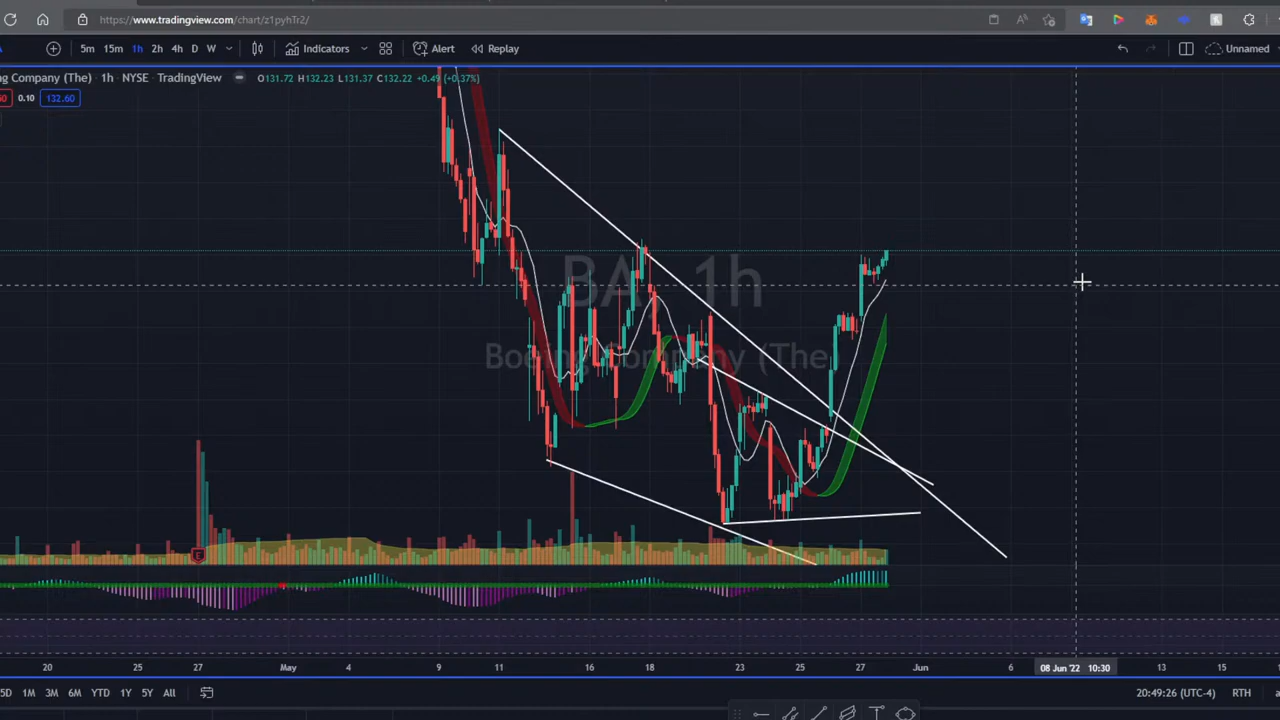 https://www.tradingview.com/chart/z1pyhTr2/
5m 15m 1h 2h 4h D W Indicators Alert Replay Unnamed
ng Company (The) 1h NYSE TradingView O131.72 H132.23 L131.37 C132.22 +0.49 (+0.37%)
60 0.10 132.60
BA, 1h
Boeing Company (The
E
20 25 27 May 4 9 11 16 18 23 25 27 Jun 6 08 Jun '22 10:30 13 15
5D 1M 3M 6M YTD 1Y 5Y All 20:49:26 (UTC-4) RTH